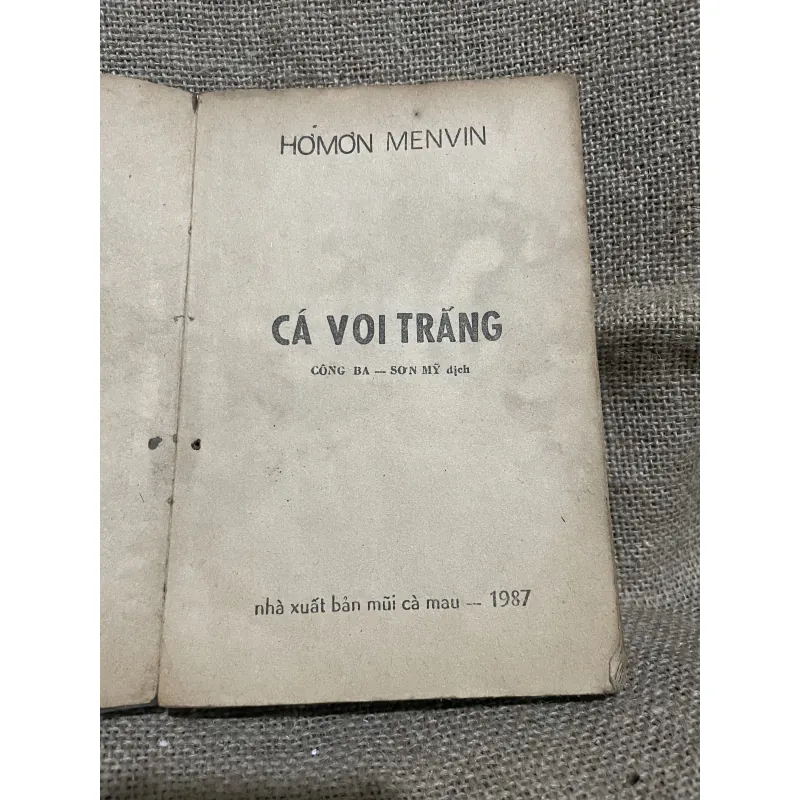 HƠMƠN MENVIN
CÁ VOI TRẮNG
CÔNG BA — SƠN MỸ dịch
nhà xuất bản mũi cà mau — 1987